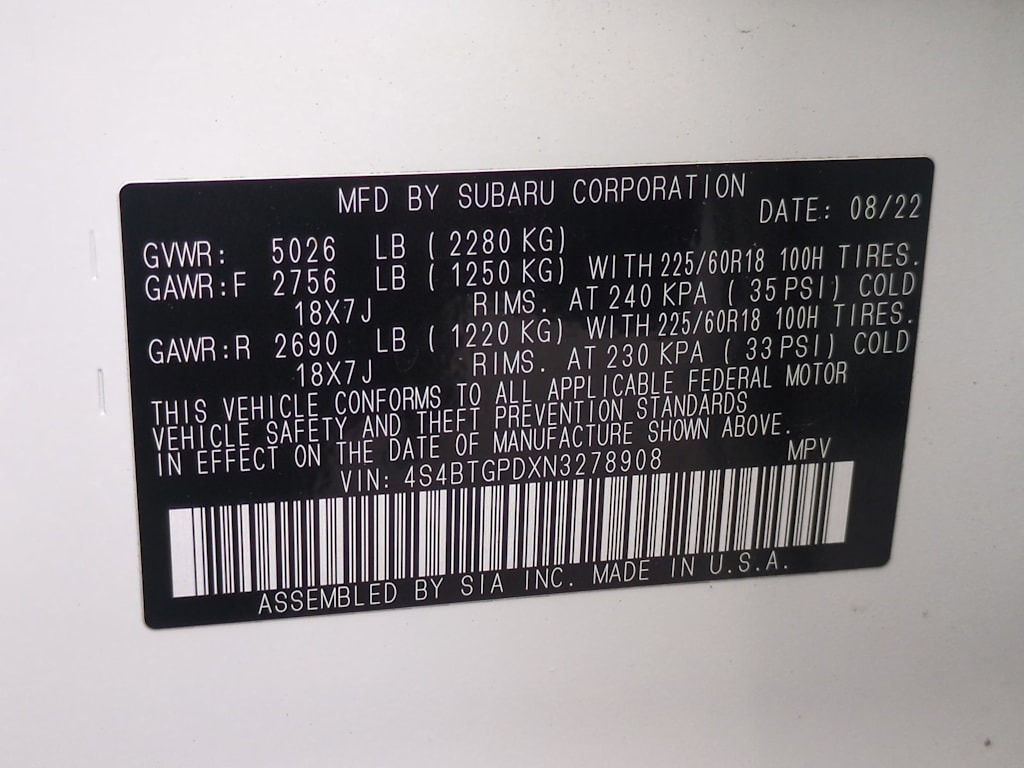 MFD BY SUBARU CORPORATION
DATE: 08/22
GVWR: 5026 LB ( 2280 KG)
GAWR:F 2756 LB ( 1250 KG) WITH 225/60R18 100H TIRES.
18X7J RIMS. AT 240 KPA ( 35 PSI) COLD
GAWR:R 2690 LB ( 1220 KG) WITH 225/60R18 100H TIRES.
18X7J RIMS. AT 230 KPA ( 33 PSI) COLD
THIS VEHICLE CONFORMS TO ALL APPLICABLE FEDERAL MOTOR
VEHICLE SAFETY AND THEFT PREVENTION STANDARDS
IN EFFECT ON THE DATE OF MANUFACTURE SHOWN ABOVE.
VIN: 4S4BTGPDXN3278908 MPV
ASSEMBLED BY SIA INC. MADE IN U.S.A.